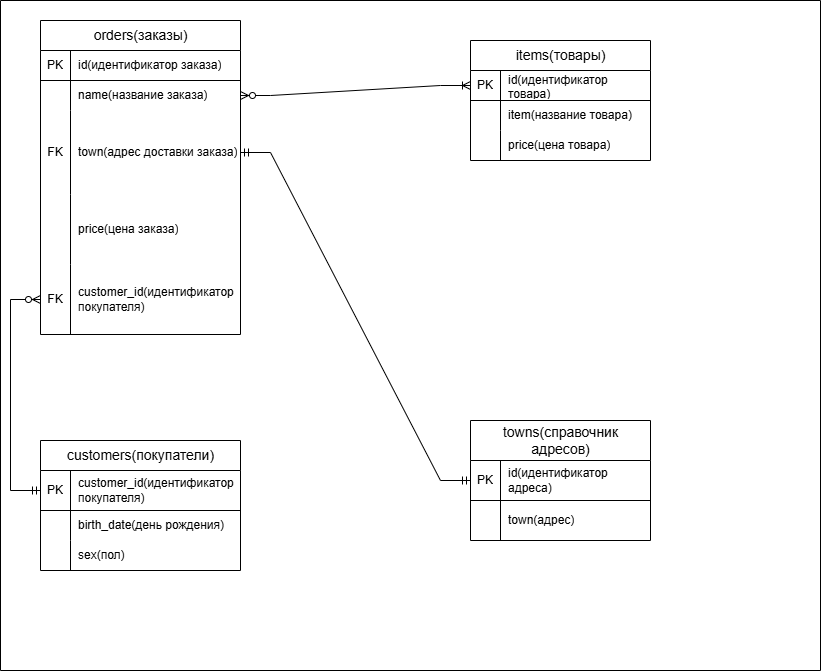 orders(заказы)
PK id(идентификатор заказа)
name(название заказа)
FK town(адрес доставки заказа)
price(цена заказа)
FK customer_id(идентификатор
покупателя)
items(товары)
PK id(идентификатор
товара)
item(название товара)
price(цена товара)
customers(покупатели)
PK customer_id(идентификатор
покупателя)
birth_date(день рождения)
sex(пол)
towns(справочник
адресов)
PK id(идентификатор
адреса)
town(адрес)